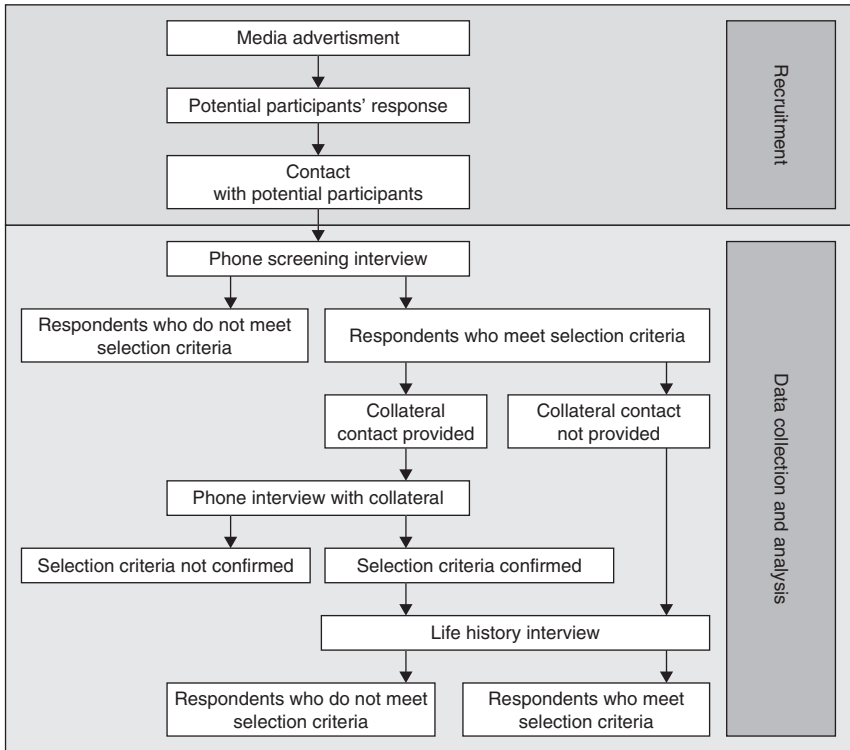 Media advertisment
Potential participants’ response
Contact
with potential participants
Recruitment
Phone screening interview
Respondents who do not meet
selection criteria
Respondents who meet selection criteria
Collateral
contact provided
Collateral contact
not provided
Phone interview with collateral
Selection criteria not confirmed
Selection criteria confirmed
Life history interview
Respondents who do not meet
selection criteria
Respondents who meet
selection criteria
Data collection and analysis